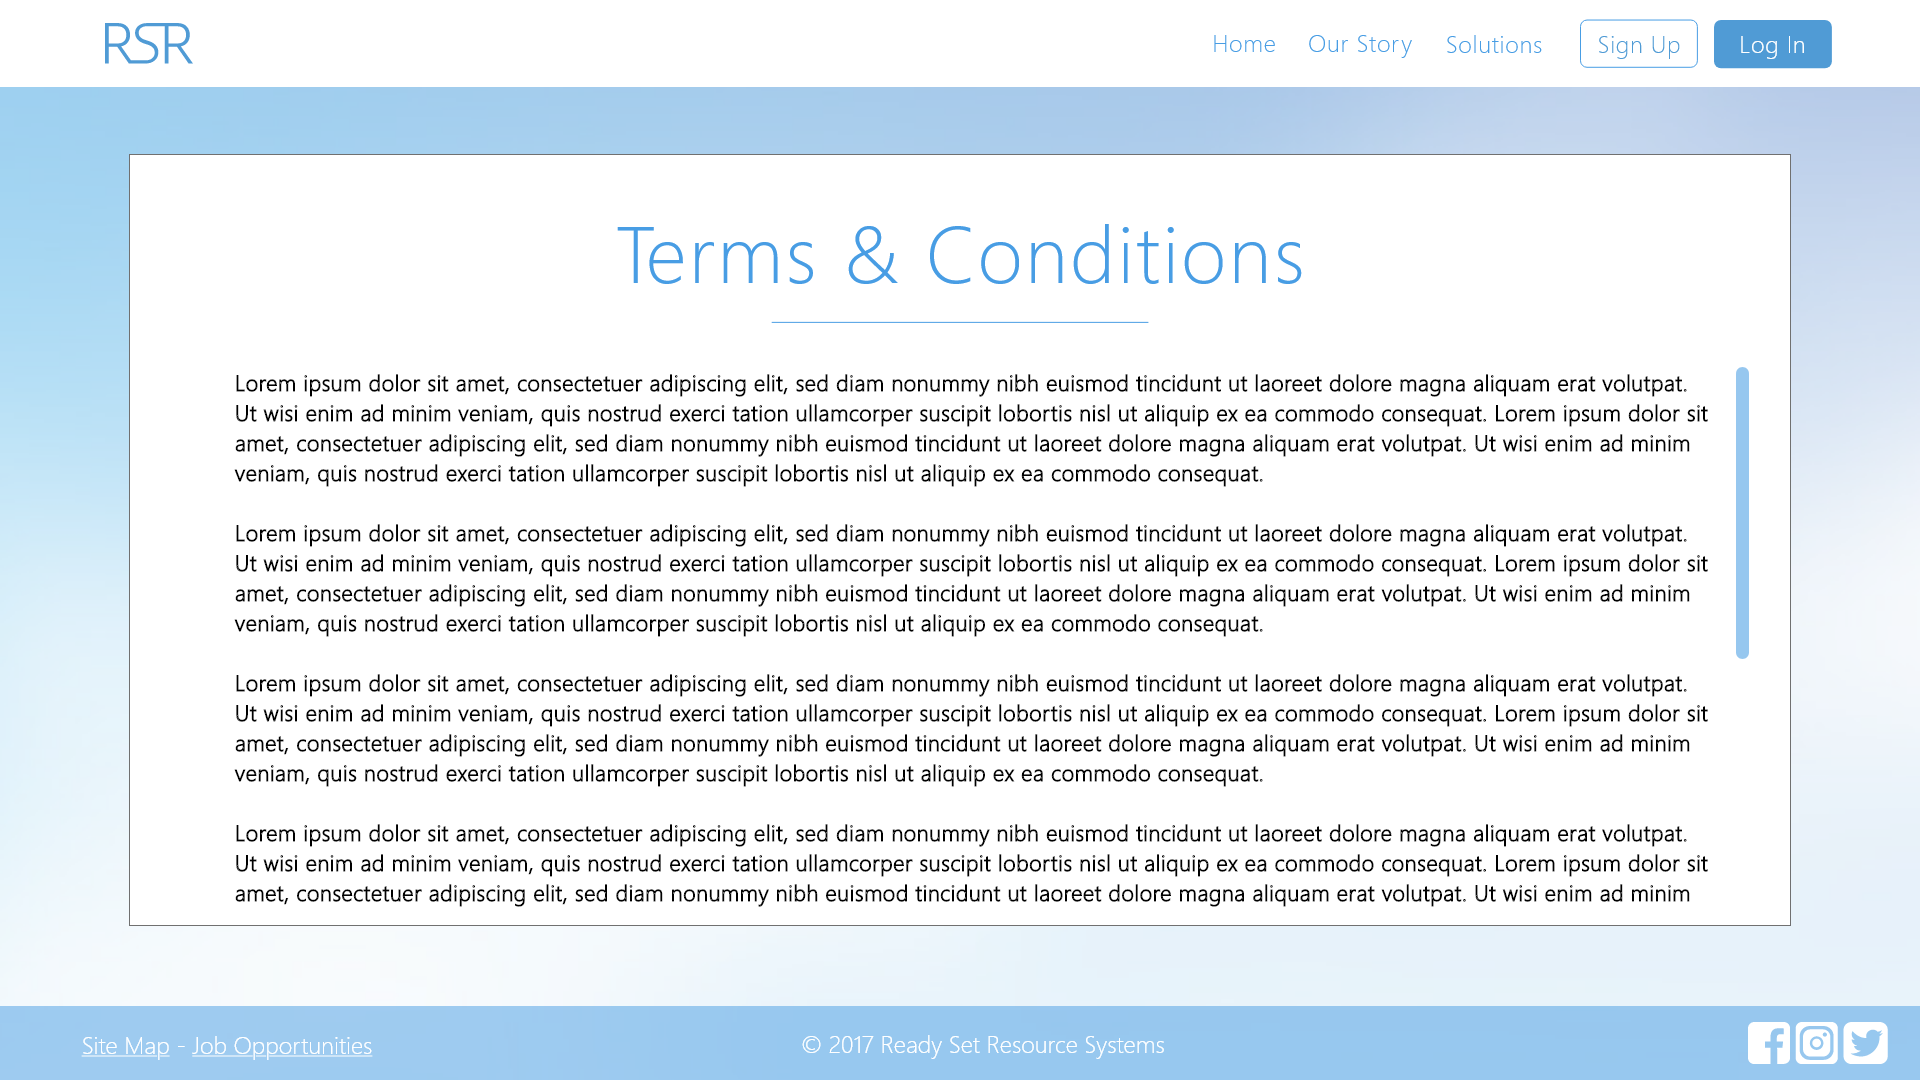 RSR
Home
Our Story
Solutions
Sign Up
Log In
Terms & Conditions
Lorem ipsum dolor sit amet, consectetuer adipiscing elit, sed diam nonummy nibh euismod tincidunt ut laoreet dolore magna aliquam erat volutpat.
Ut wisi enim ad minim veniam, quis nostrud exerci tation ullamcorper suscipit lobortis nisl ut aliquip ex ea commodo consequat. Lorem ipsum dolor sit
amet, consectetuer adipiscing elit, sed diam nonummy nibh euismod tincidunt ut laoreet dolore magna aliquam erat volutpat. Ut wisi enim ad minim
veniam, quis nostrud exerci tation ullamcorper suscipit lobortis nisl ut aliquip ex ea commodo consequat.
Lorem ipsum dolor sit amet, consectetuer adipiscing elit, sed diam nonummy nibh euismod tincidunt ut laoreet dolore magna aliquam erat volutpat.
Ut wisi enim ad minim veniam, quis nostrud exerci tation ullamcorper suscipit lobortis nisl ut aliquip ex ea commodo consequat. Lorem ipsum dolor sit
amet, consectetuer adipiscing elit, sed diam nonummy nibh euismod tincidunt ut laoreet dolore magna aliquam erat volutpat. Ut wisi enim ad minim
veniam, quis nostrud exerci tation ullamcorper suscipit lobortis nisl ut aliquip ex ea commodo consequat.
Lorem ipsum dolor sit amet, consectetuer adipiscing elit, sed diam nonummy nibh euismod tincidunt ut laoreet dolore magna aliquam erat volutpat.
Ut wisi enim ad minim veniam, quis nostrud exerci tation ullamcorper suscipit lobortis nisl ut aliquip ex ea commodo consequat. Lorem ipsum dolor sit
amet, consectetuer adipiscing elit, sed diam nonummy nibh euismod tincidunt ut laoreet dolore magna aliquam erat volutpat. Ut wisi enim ad minim
veniam, quis nostrud exerci tation ullamcorper suscipit lobortis nisl ut aliquip ex ea commodo consequat.
Lorem ipsum dolor sit amet, consectetuer adipiscing elit, sed diam nonummy nibh euismod tincidunt ut laoreet dolore magna aliquam erat volutpat.
Ut wisi enim ad minim veniam, quis nostrud exerci tation ullamcorper suscipit lobortis nisl ut aliquip ex ea commodo consequat. Lorem ipsum dolor sit
amet, consectetuer adipiscing elit, sed diam nonummy nibh euismod tincidunt ut laoreet dolore magna aliquam erat volutpat. Ut wisi enim ad minim
Site Map - Job Opportunities
© 2017 Ready Set Resource Systems